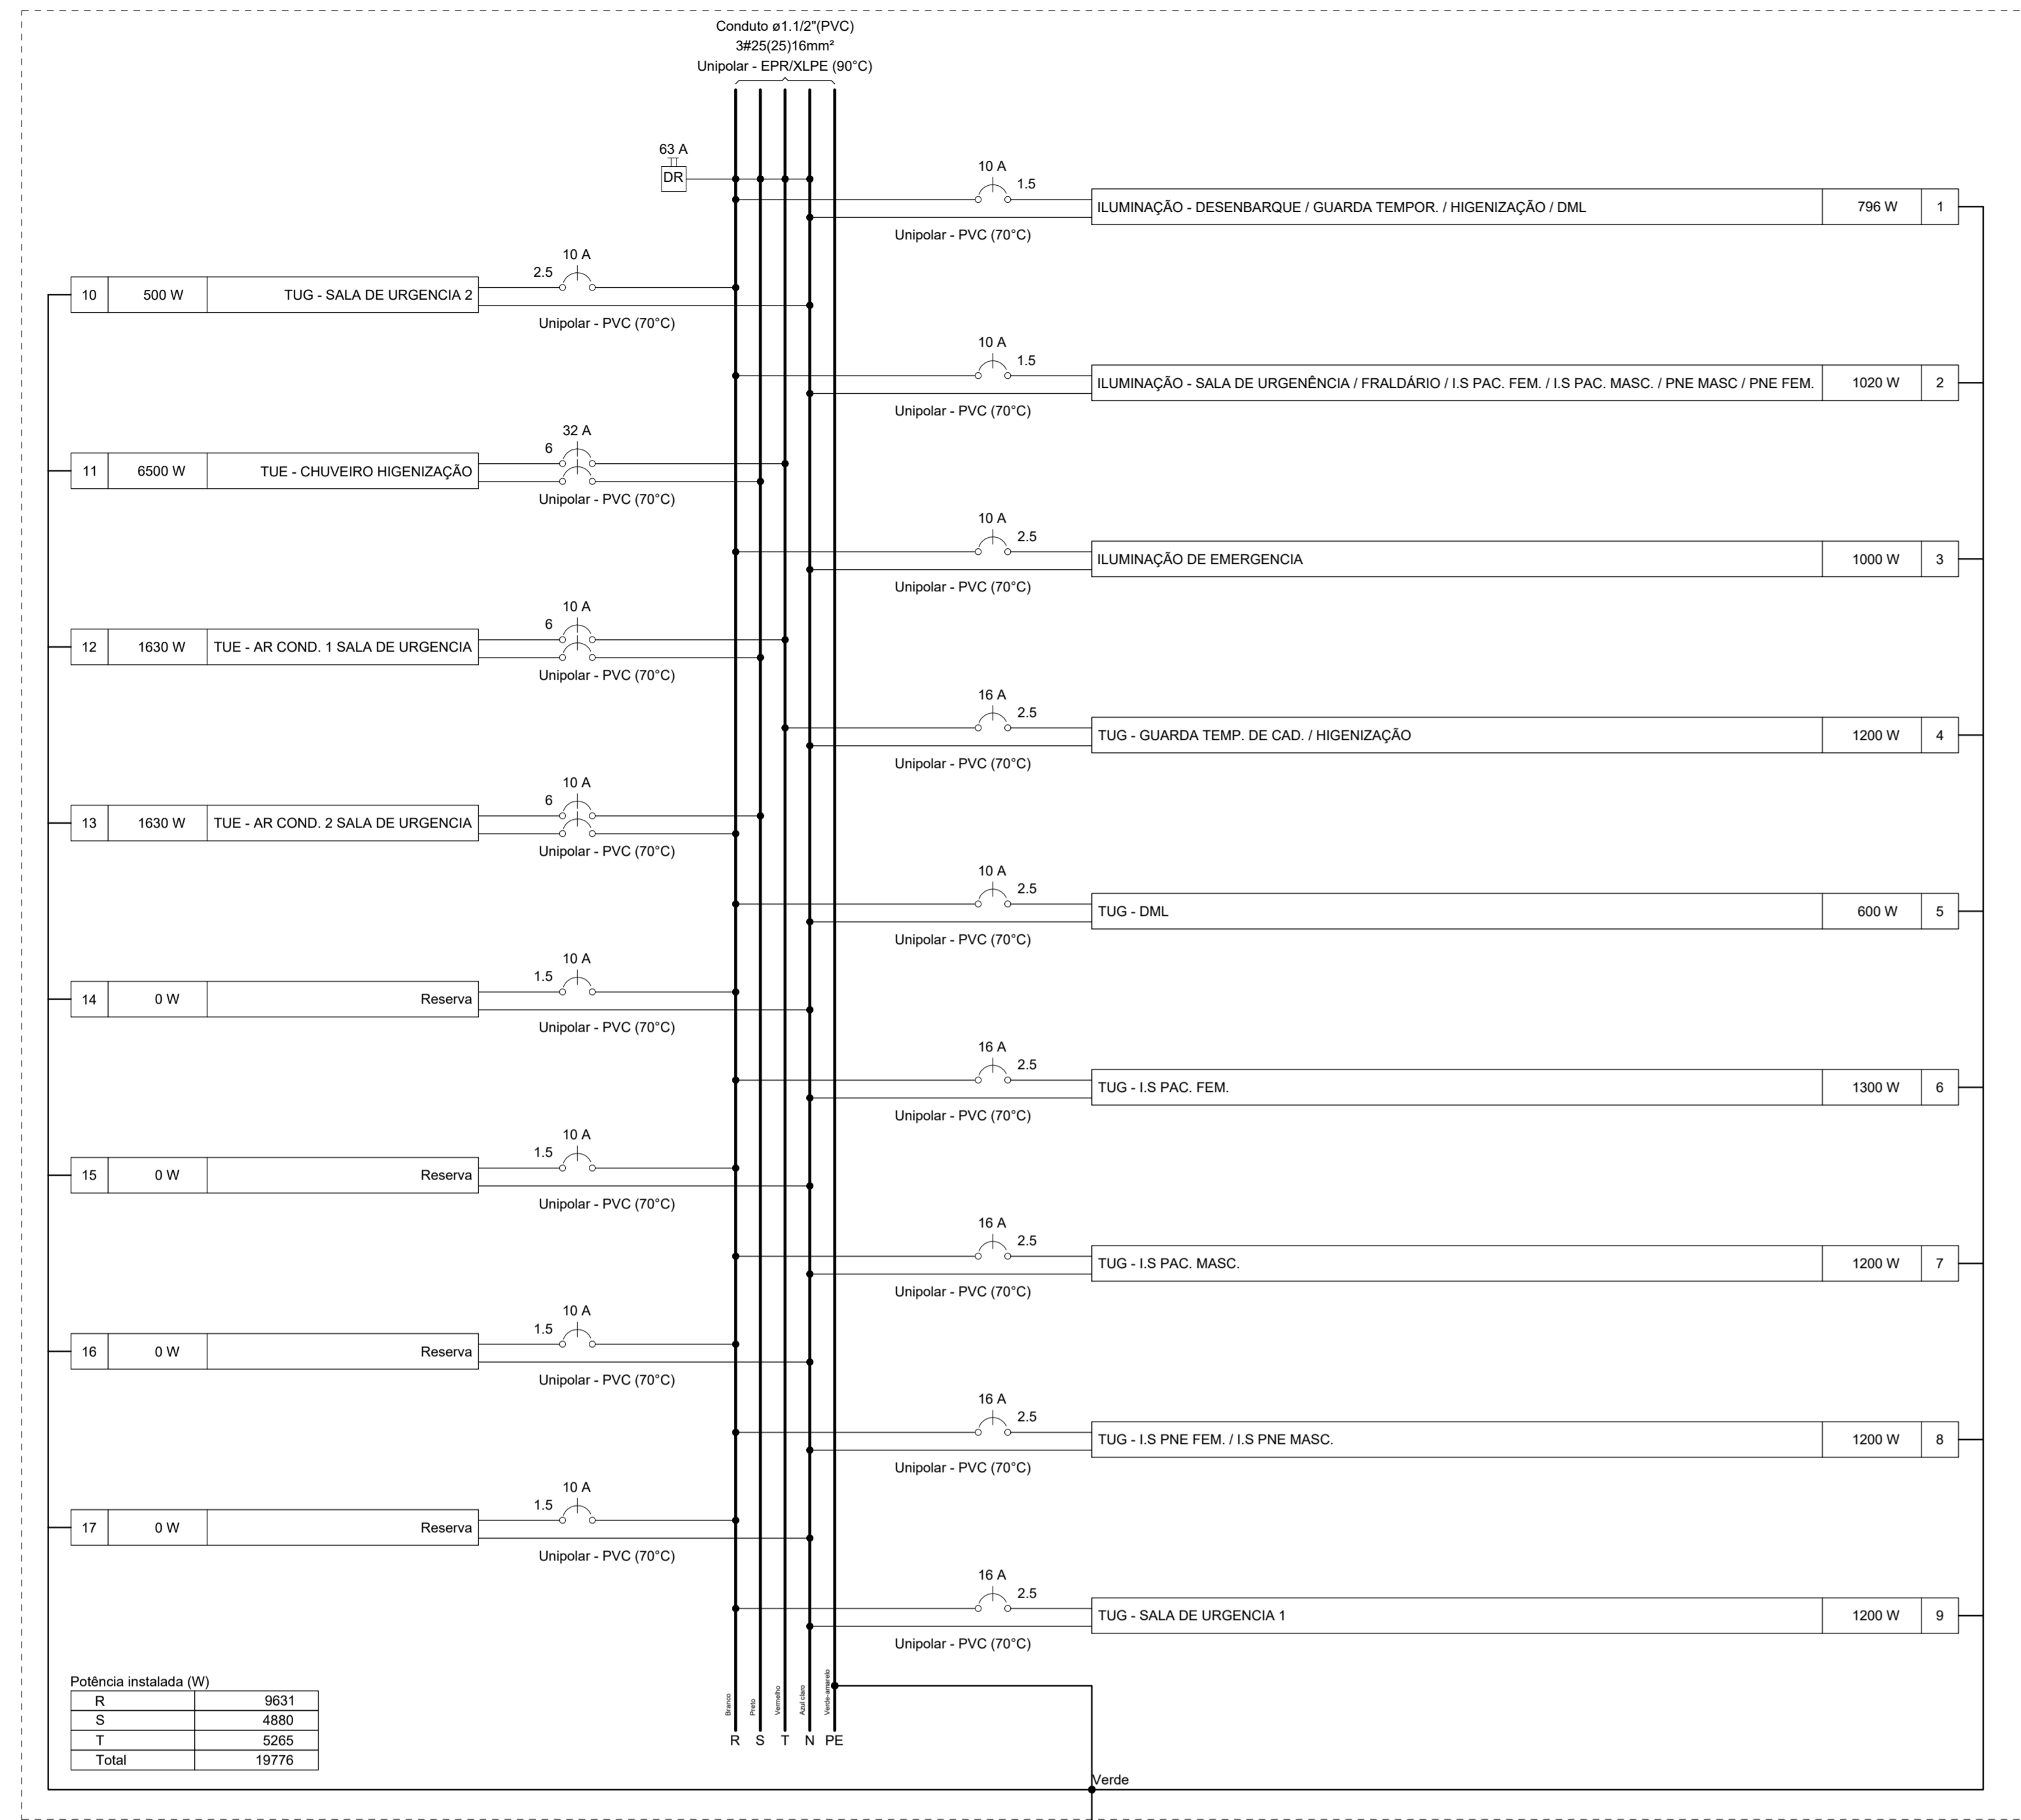 Conduto ø1.1/2"(PVC)
3#25(25)16mm²
Unipolar - EPR/XLPE (90°C)
63 A
DR
10 A
1.5
ILUMINAÇÃO - DESENBARQUE / GUARDA TEMPOR. / HIGENIZAÇÃO / DML 796 W 1
Unipolar - PVC (70°C)
10 A
2.5
10 500 W TUG - SALA DE URGENCIA 2
Unipolar - PVC (70°C)
10 A
1.5
ILUMINAÇÃO - SALA DE URGENÊNCIA / FRALDÁRIO / I.S PAC. FEM. / I.S PAC. MASC. / PNE MASC / PNE FEM. 1020 W 2
Unipolar - PVC (70°C)
32 A
6
11 6500 W TUE - CHUVEIRO HIGENIZAÇÃO
Unipolar - PVC (70°C)
10 A
2.5
ILUMINAÇÃO DE EMERGENCIA 1000 W 3
Unipolar - PVC (70°C)
10 A
6
12 1630 W TUE - AR COND. 1 SALA DE URGENCIA
Unipolar - PVC (70°C)
16 A
2.5
TUG - GUARDA TEMP. DE CAD. / HIGENIZAÇÃO 1200 W 4
Unipolar - PVC (70°C)
10 A
6
13 1630 W TUE - AR COND. 2 SALA DE URGENCIA
Unipolar - PVC (70°C)
10 A
2.5
TUG - DML 600 W 5
Unipolar - PVC (70°C)
10 A
1.5
14 0 W Reserva
Unipolar - PVC (70°C)
16 A
2.5
TUG - I.S PAC. FEM. 1300 W 6
Unipolar - PVC (70°C)
10 A
1.5
15 0 W Reserva
Unipolar - PVC (70°C)
16 A
2.5
TUG - I.S PAC. MASC. 1200 W 7
Unipolar - PVC (70°C)
10 A
1.5
16 0 W Reserva
Unipolar - PVC (70°C)
16 A
2.5
TUG - I.S PNE FEM. / I.S PNE MASC. 1200 W 8
Unipolar - PVC (70°C)
10 A
1.5
17 0 W Reserva
Unipolar - PVC (70°C)
16 A
2.5
TUG - SALA DE URGENCIA 1 1200 W 9
Unipolar - PVC (70°C)
Potência instalada (W)
R 9631
S 4880
T 5265
Total 19776
Branco
Preto
Vermelho
Azul claro
Verde-amarelo
R S T N PE
Verde